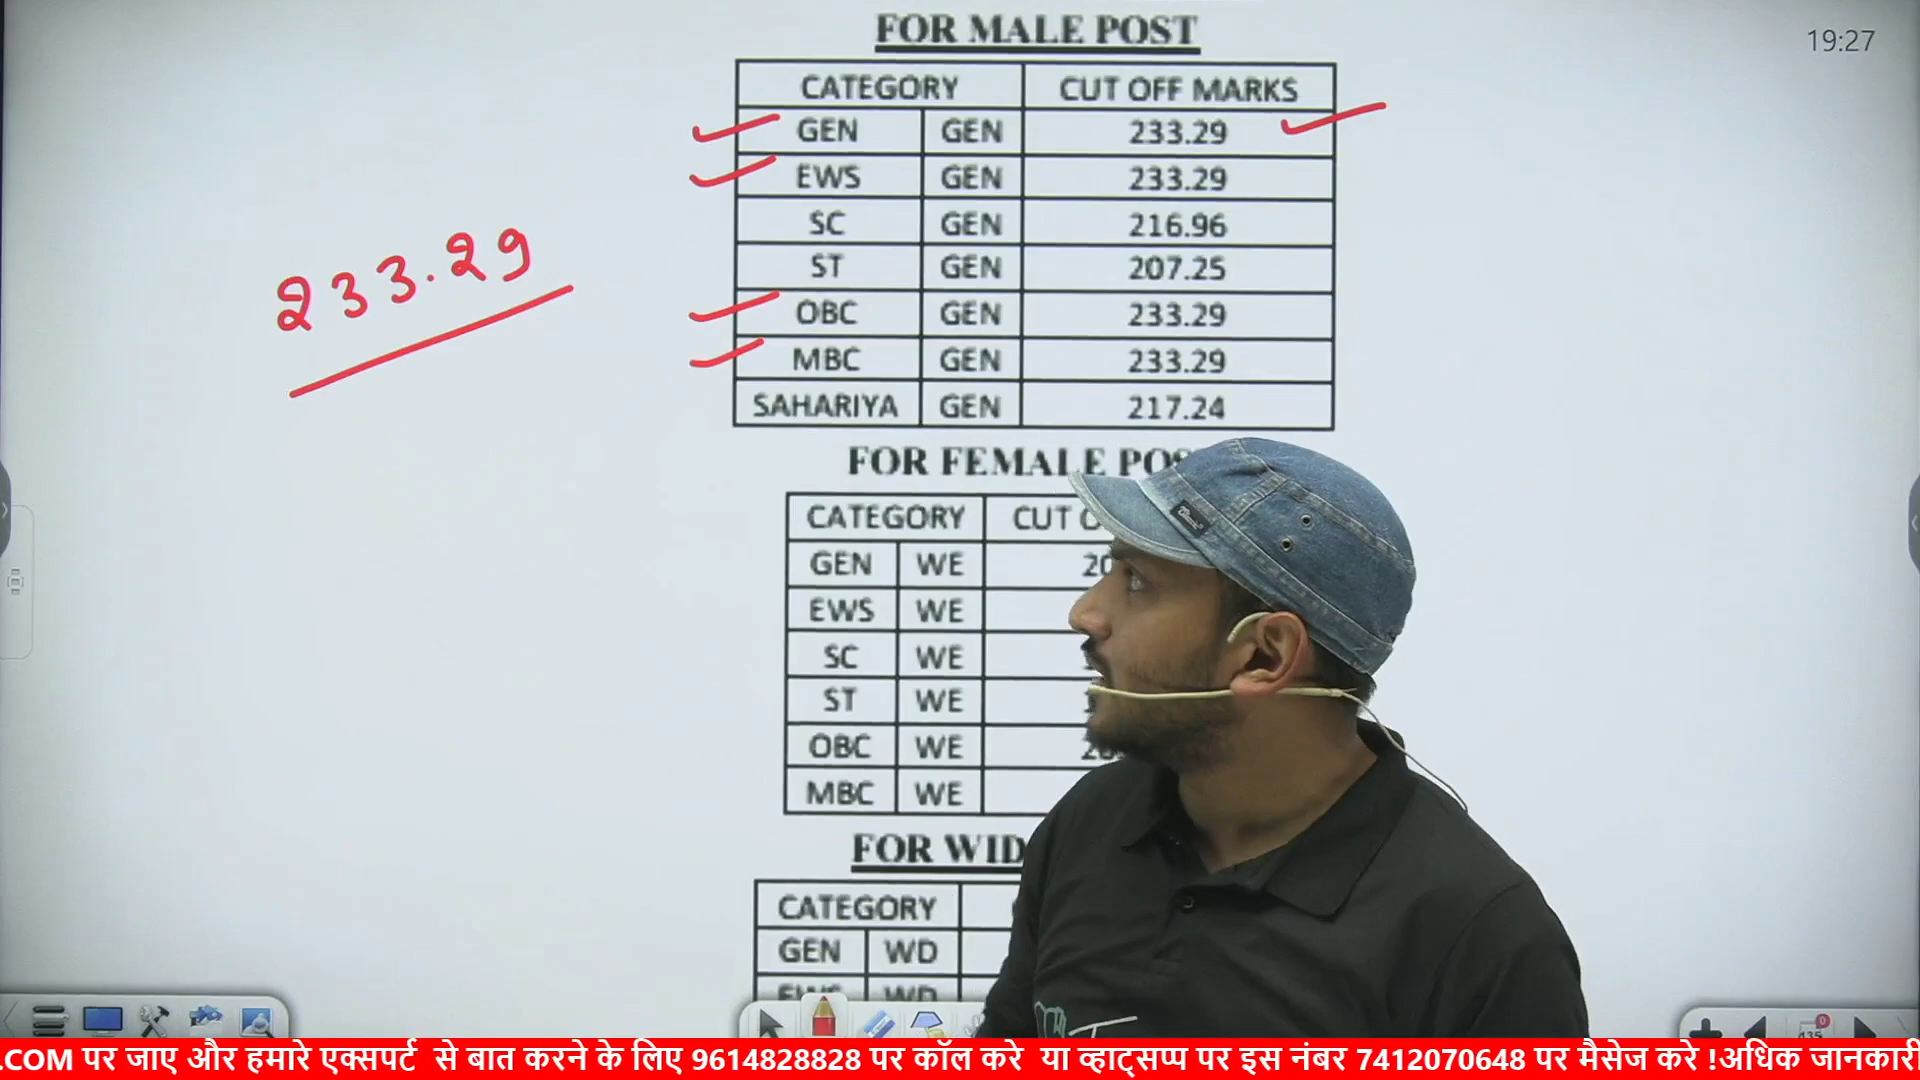 FOR MALE POST
19:27
CATEGORY CUT OFF MARKS
GEN GEN 233.29
EWS GEN 233.29
SC GEN 216.96
ST GEN 207.25
OBC GEN 233.29
MBC GEN 233.29
SAHARIYA GEN 217.24
233.29
FOR FEMALE
CATEGORY CUT
GEN WE
EWS WE
SC WE
ST WE
OBC WE
MBC WE
FOR
CATEGORY
GEN WD
EWS WD
.COM पर जाए और हमारे एक्सपर्ट से बात करने के लिए 9614828828 पर कॉल करे या व्हाट्सप्प पर इस नंबर 7412070648 पर मैसेज करे !अधिक जानकारी